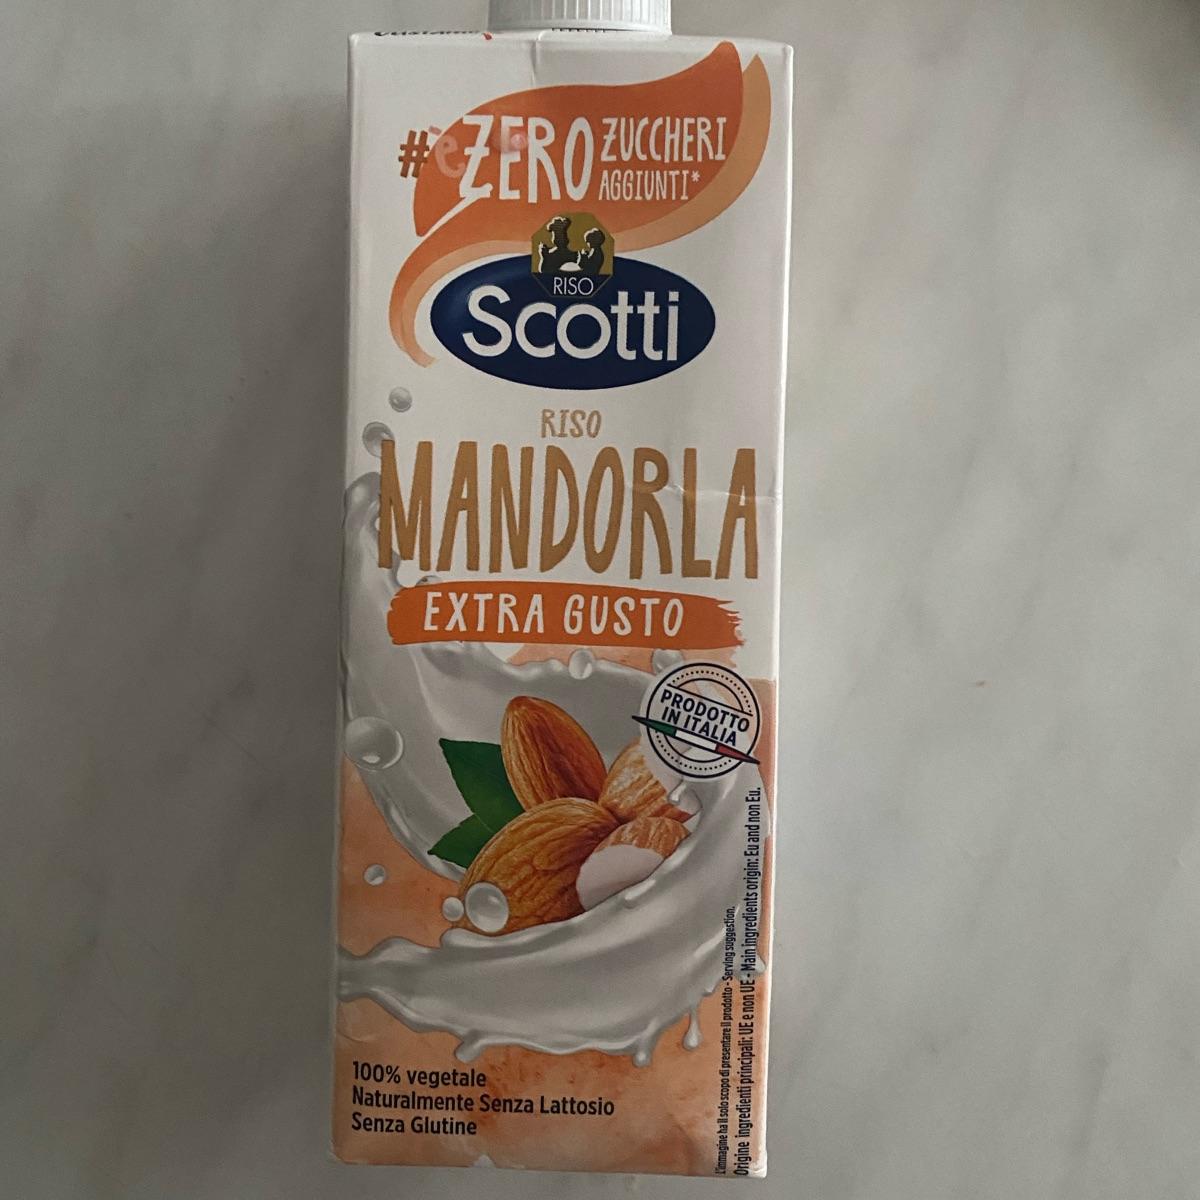 #è ZERO ZUCCHERI
AGGIUNTI*
RISO
Scotti
RISO
MANDORLA
EXTRA GUSTO
PRODOTTO
IN ITALIA
100% vegetale
Naturalmente Senza Lattosio
Senza Glutine
L'immagine ha il solo scopo di presentare il prodotto - Serving suggestion.
Origine ingredienti principali: UE e non UE - Main ingredients origin: Eu and non Eu.